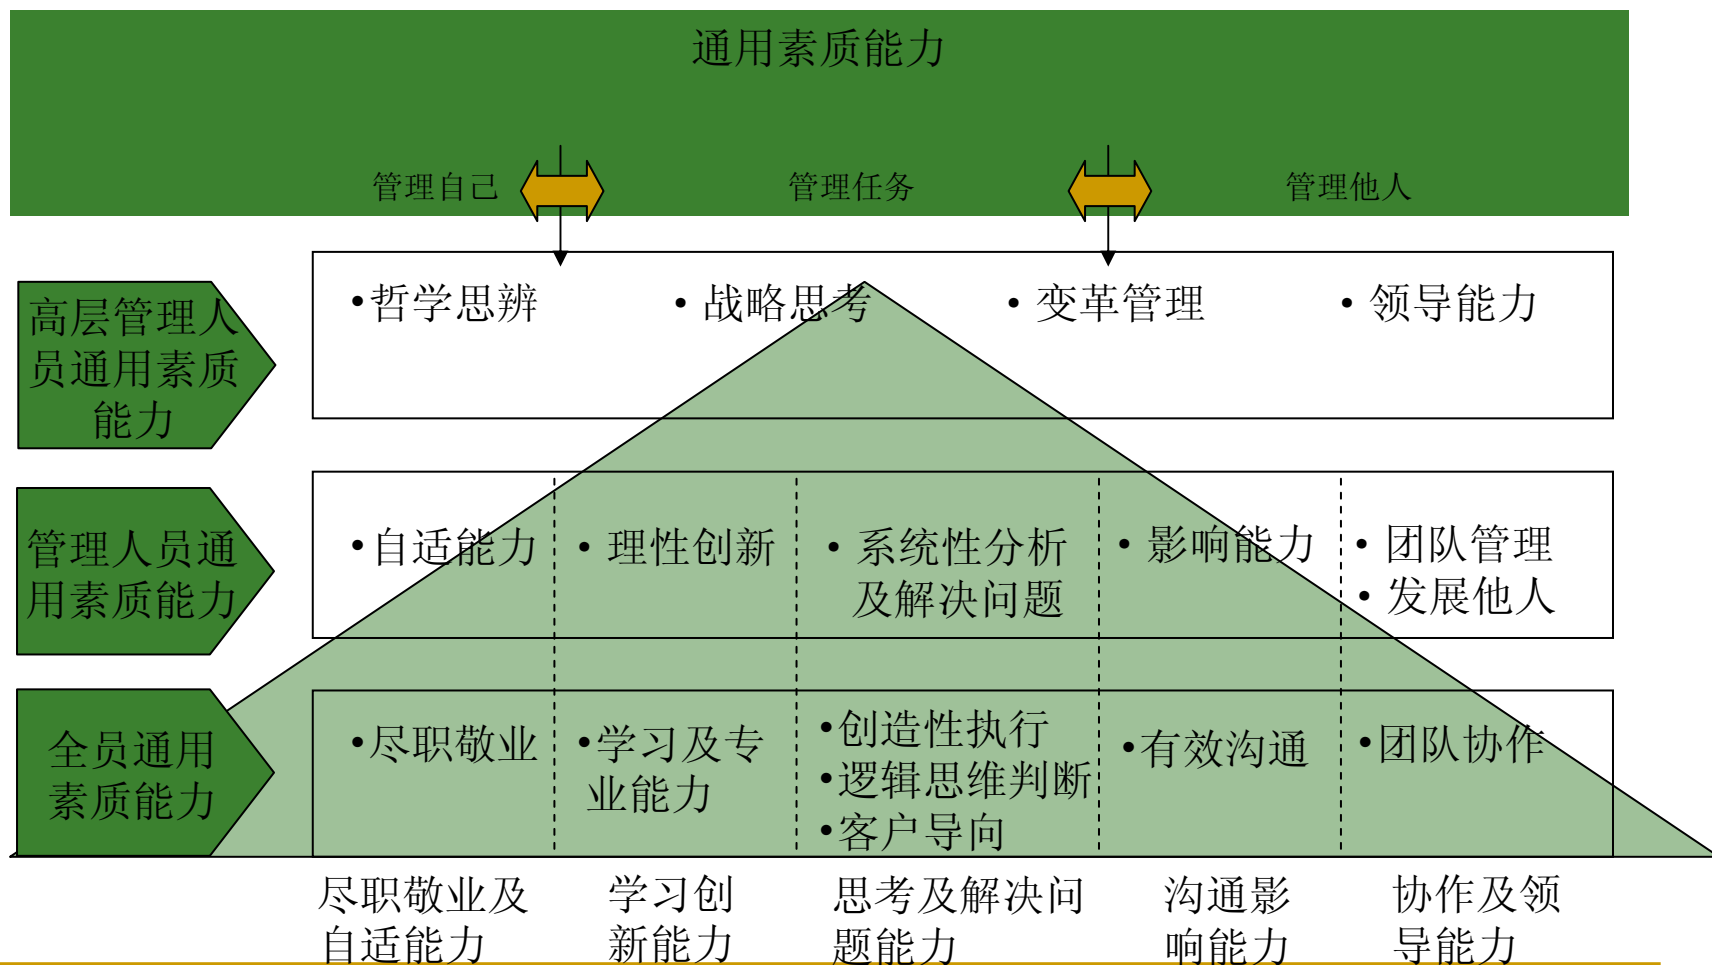 通用素质能力
管理自己
管理任务
管理他人
高层管理人
员通用素质
能力
•哲学思辨
• 战略思考
• 变革管理
• 领导能力
管理人员通
用素质能力
•自适能力
• 理性创新
• 系统性分析
及解决问题
• 影响能力
• 团队管理
• 发展他人
全员通用
素质能力
•尽职敬业
•学习及专
业能力
•创造性执行
•逻辑思维判断
•客户导向
•有效沟通
•团队协作
尽职敬业及
自适能力
学习创
新能力
思考及解决问
题能力
沟通影
响能力
协作及领
导能力